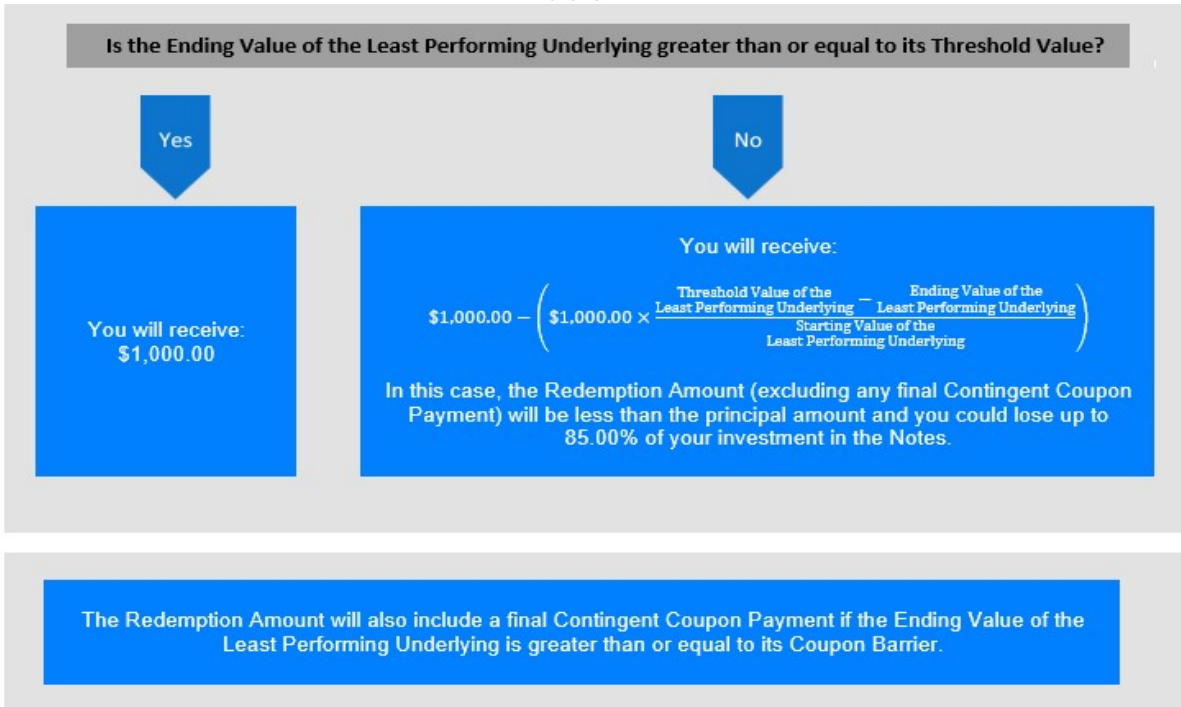 Is the Ending Value of the Least Performing Underlying greater than or equal to its Threshold Value?
Yes
No
You will receive:
$1,000.00
You will receive:
$1,000.00 − ($1,000.00 × (Threshold Value of the Least Performing Underlying − Ending Value of the Least Performing Underlying) / Starting Value of the Least Performing Underlying)
In this case, the Redemption Amount (excluding any final Contingent Coupon
Payment) will be less than the principal amount and you could lose up to
85.00% of your investment in the Notes.
The Redemption Amount will also include a final Contingent Coupon Payment if the Ending Value of the
Least Performing Underlying is greater than or equal to its Coupon Barrier.